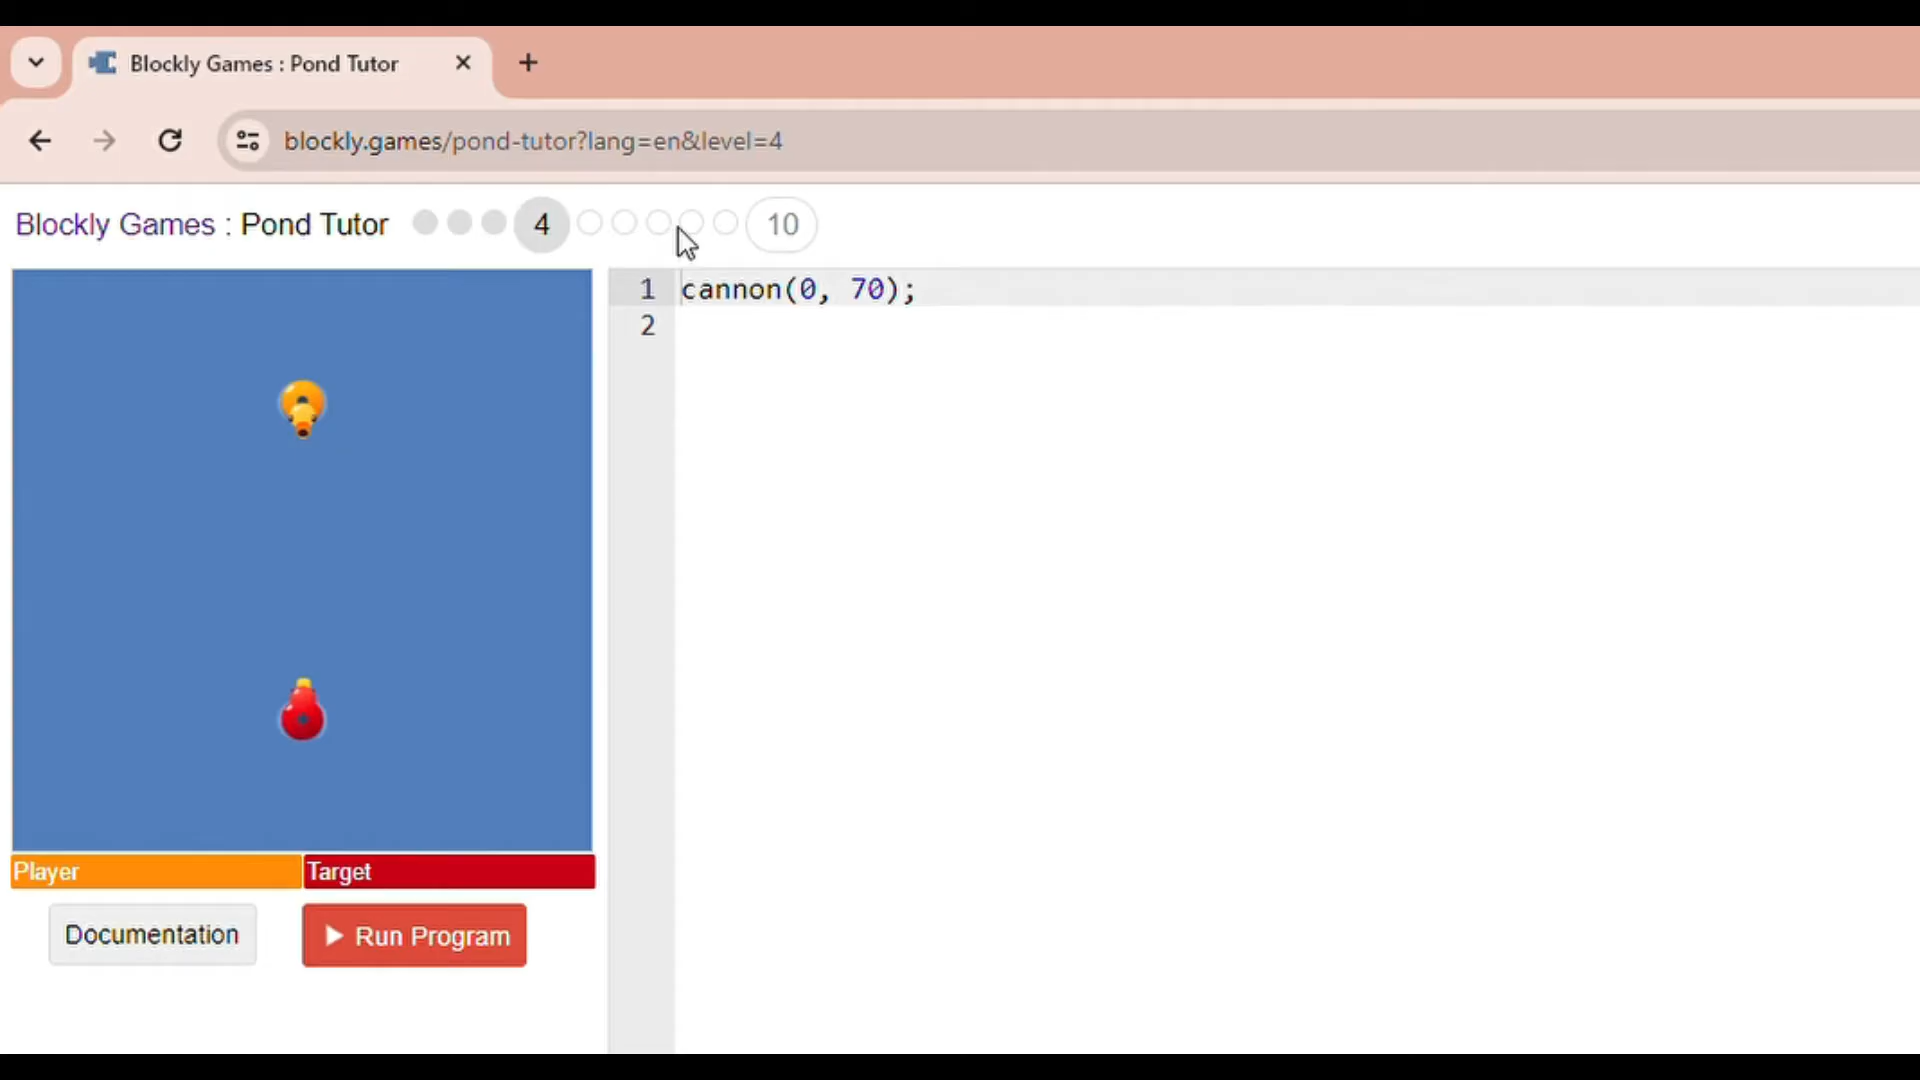 Blockly Games : Pond Tutor
blockly.games/pond-tutor?lang=en&level=4
Blockly Games : Pond Tutor 4 10
1 cannon(0, 70);
2
Player Target
Documentation Run Program